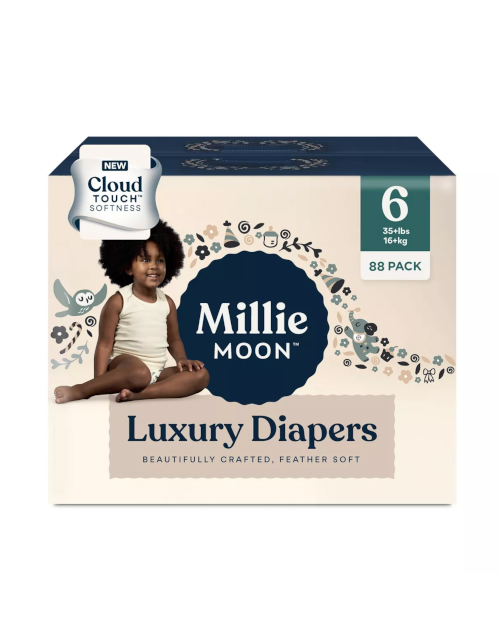 NEW
Cloud
TOUCH™
SOFTNESS
6
35+lbs
16+kg
88 PACK
Millie
MOON™
Luxury Diapers
BEAUTIFULLY CRAFTED, FEATHER SOFT